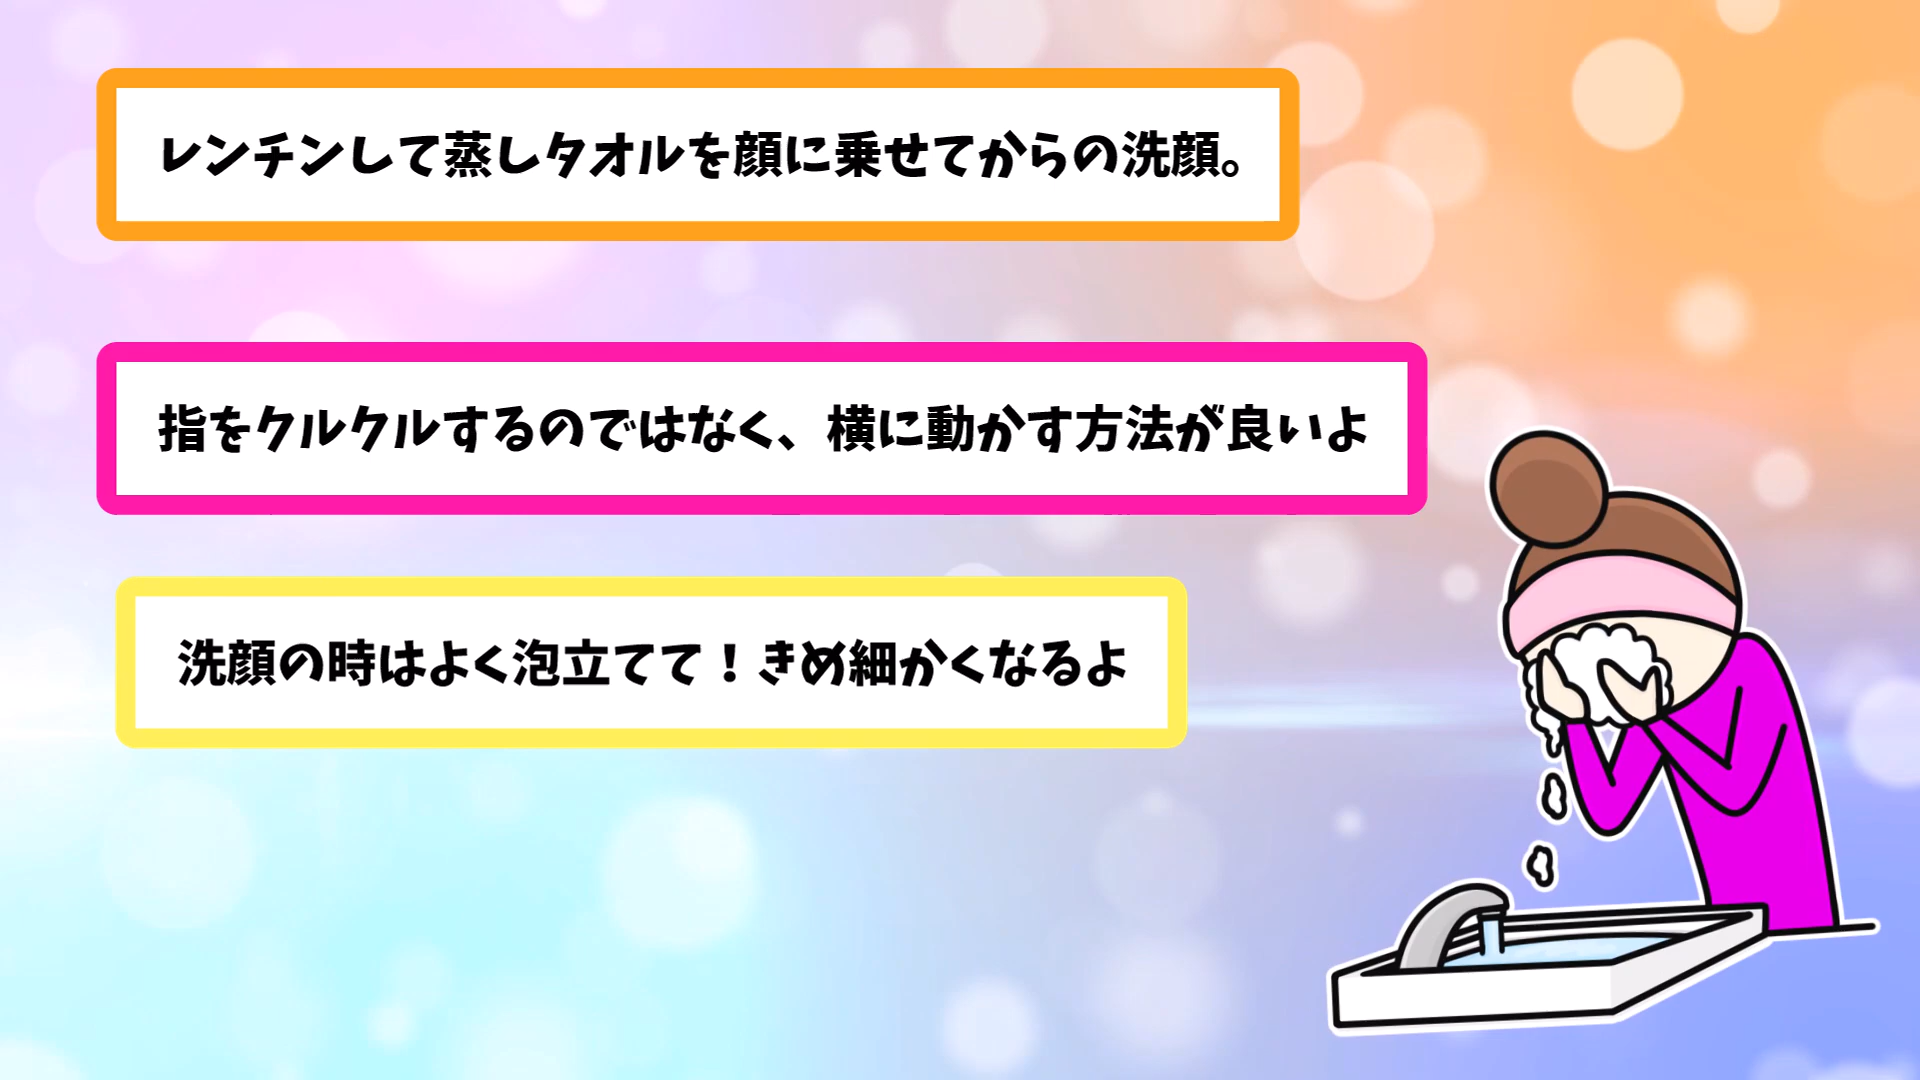 レンチンして蒸しタオルを顔に乗せてからの洗顔。
指をクルクルするのではなく、横に動かす方法が良いよ
洗顔の時はよく泡立てて！きめ細かくなるよ